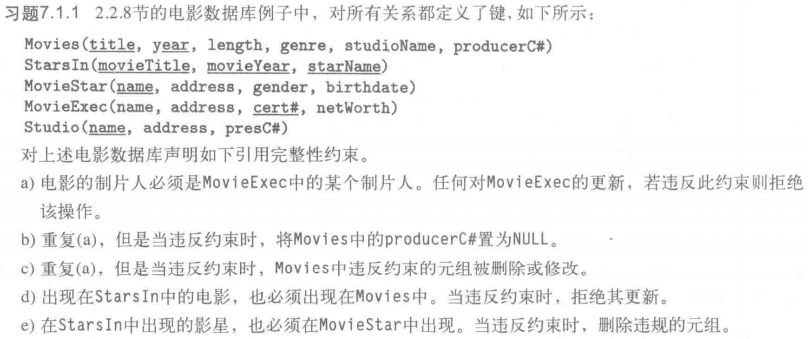 习题7.1.1 2.2.8节的电影数据库例子中，对所有关系都定义了键，如下所示：
Movies(title, year, length, genre, studioName, producerC#)
StarsIn(movieTitle, movieYear, starName)
MovieStar(name, address, gender, birthdate)
MovieExec(name, address, cert#, netWorth)
Studio(name, address, presC#)
对上述电影数据库声明如下引用完整性约束。
a) 电影的制片人必须是MovieExec中的某个制片人。任何对MovieExec的更新，若违反此约束则拒绝
该操作。
b) 重复(a)，但是当违反约束时，将Movies中的producerC#置为NULL。
c) 重复(a)，但是当违反约束时，Movies中违反约束的元组被删除或修改。
d) 出现在StarsIn中的电影，也必须出现在Movies中。当违反约束时，拒绝其更新。
e) 在StarsIn中出现的影星，也必须在MovieStar中出现。当违反约束时，删除违规的元组。